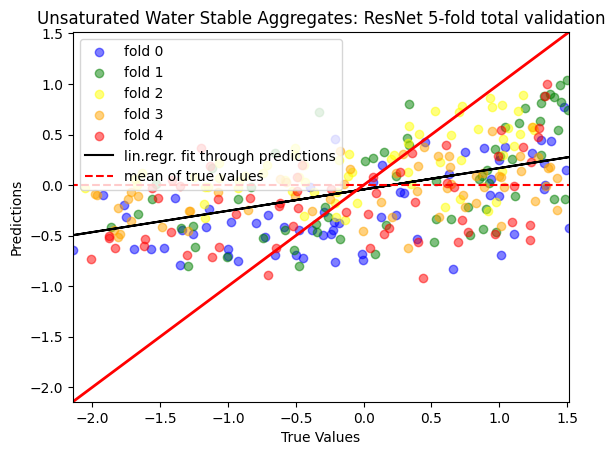 Unsaturated Water Stable Aggregates: ResNet 5-fold total validation
1.5
1.0
0.5
0.0
−0.5
−1.0
−1.5
−2.0
Predictions
fold 0
fold 1
fold 2
fold 3
fold 4
lin.regr. fit through predictions
mean of true values
−2.0 −1.5 −1.0 −0.5 0.0 0.5 1.0 1.5
True Values